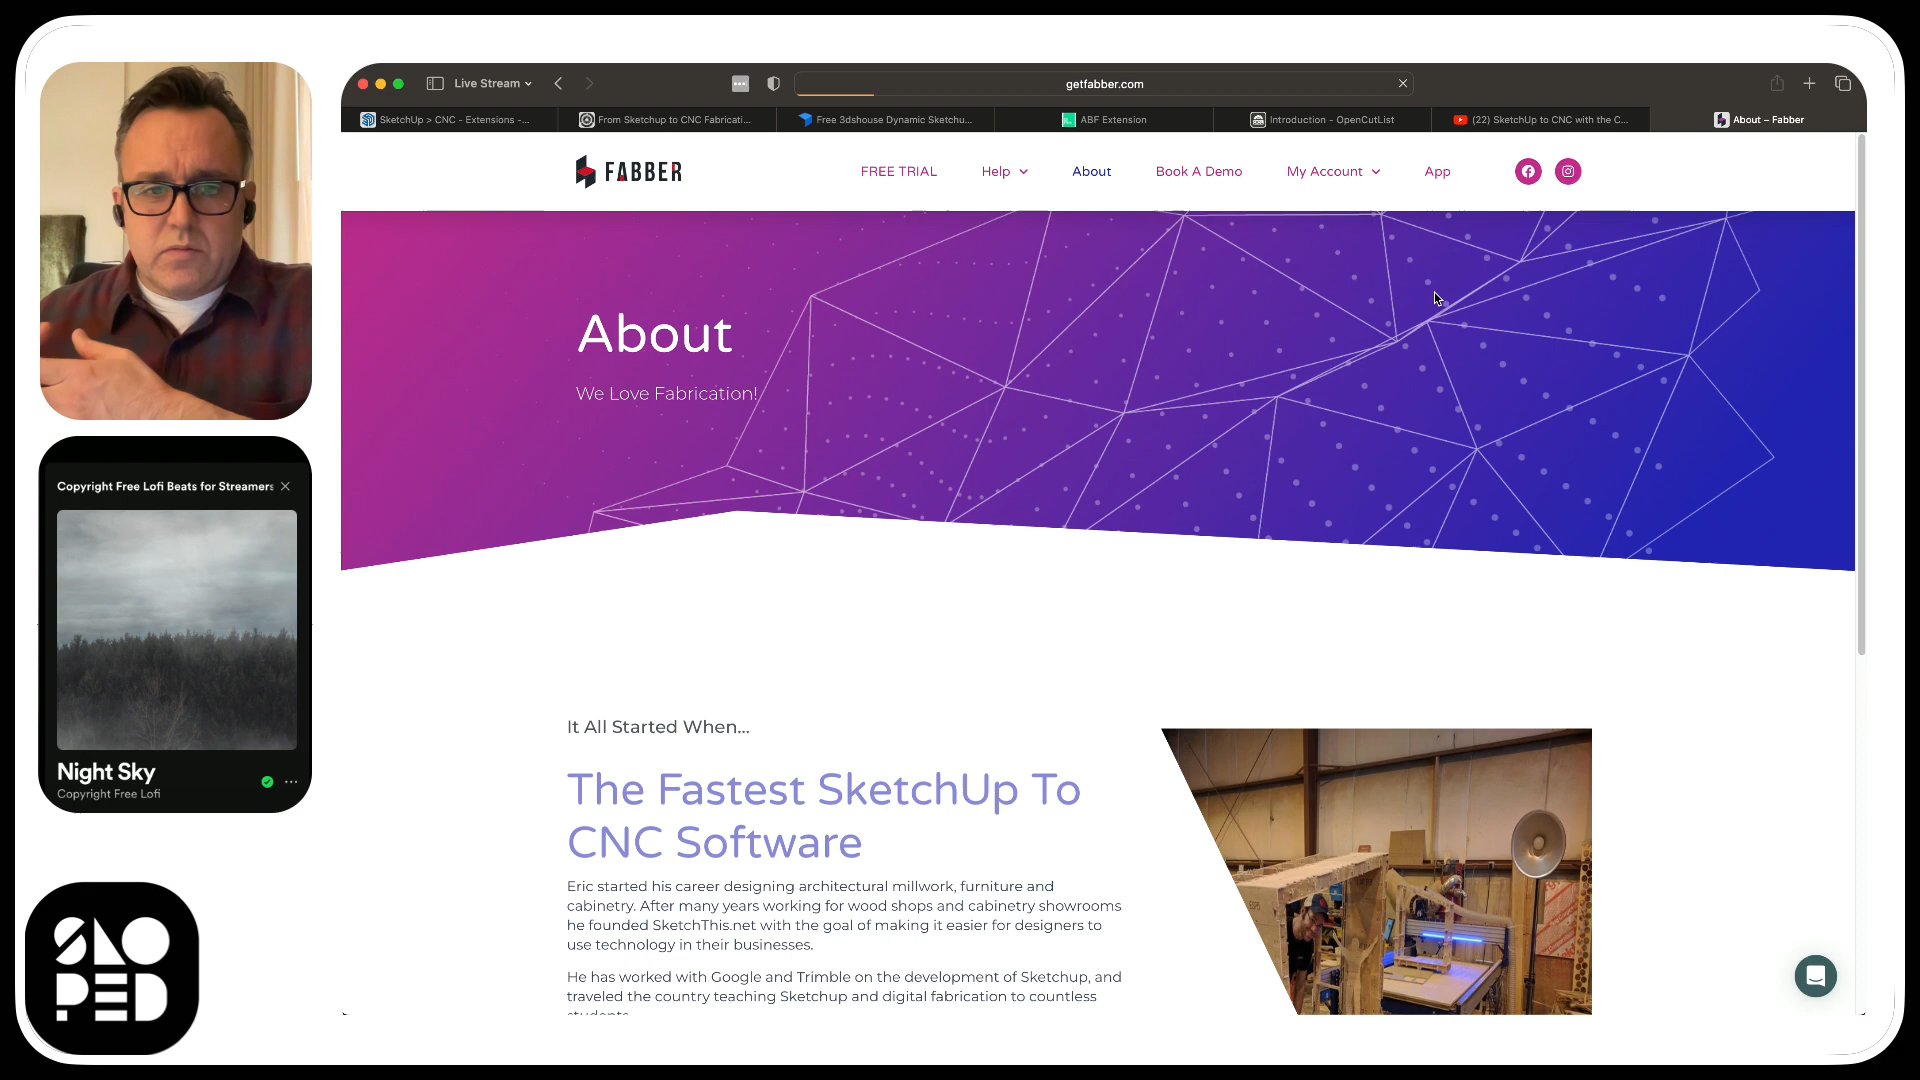 Live Stream
getfabber.com
SketchUp > CNC - Extensions -...
From Sketchup to CNC Fabricati...
Free 3dshouse Dynamic Sketchu...
ABF Extension
Introduction - OpenCutList
(22) SketchUp to CNC with the C...
About – Fabber
FABBER
FREE TRIAL
Help
About
Book A Demo
My Account
App
About
We Love Fabrication!
It All Started When...
The Fastest SketchUp To
CNC Software
Eric started his career designing architectural millwork, furniture and
cabinetry. After many years working for wood shops and cabinetry showrooms
he founded SketchThis.net with the goal of making it easier for designers to
use technology in their businesses.
He has worked with Google and Trimble on the development of Sketchup, and
traveled the country teaching Sketchup and digital fabrication to countless
students.
Copyright Free Lofi Beats for Streamers
Night Sky
Copyright Free Lofi
SLOPED